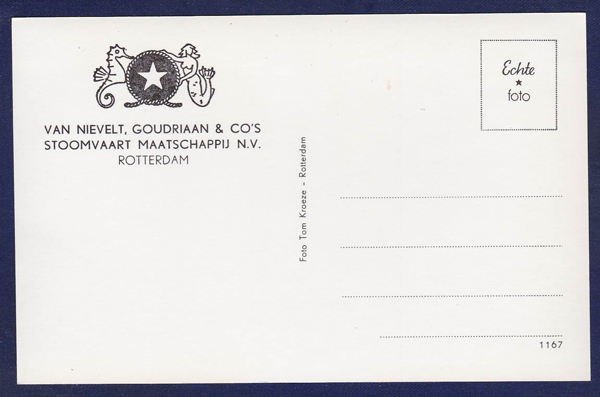 VAN NIEVELT, GOUDRIAAN & CO'S
STOOMVAART MAATSCHAPPIJ N.V.
ROTTERDAM
Foto Tom Kroeze - Rotterdam
Echte
foto
1167